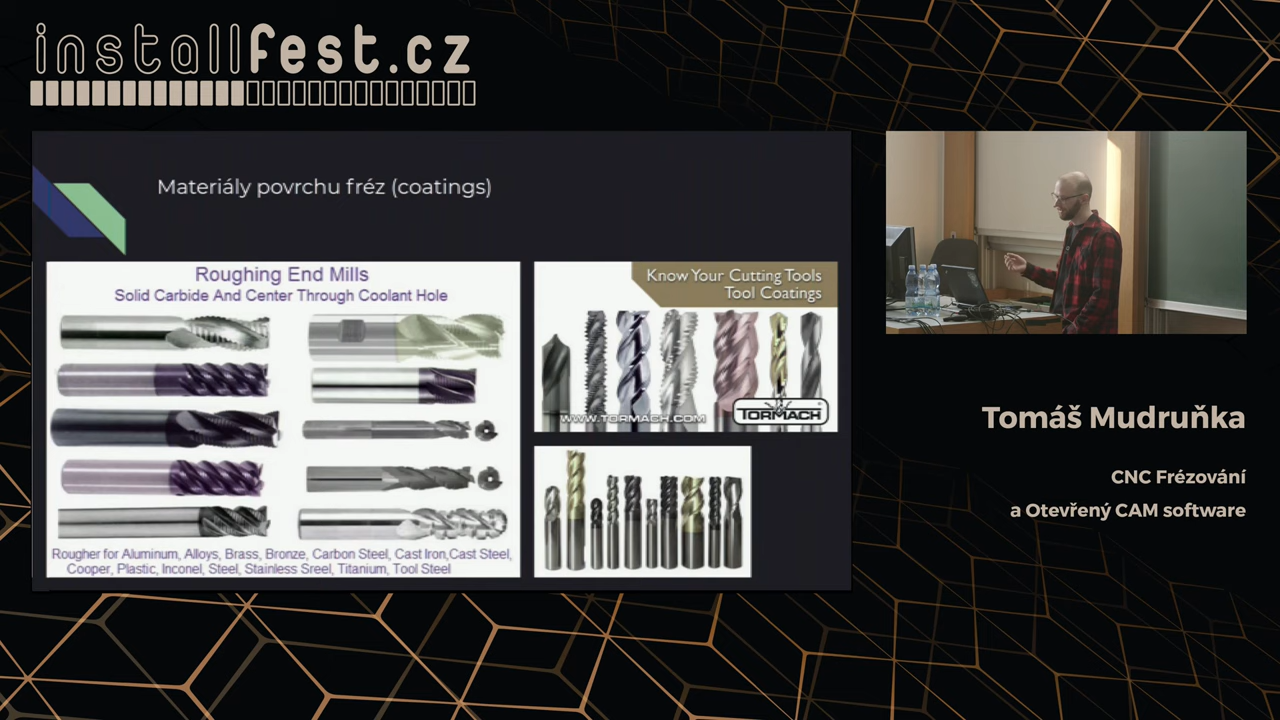 installfest.cz
Materiály povrchu fréz (coatings)
Roughing End Mills
Solid Carbide And Center Through Coolant Hole
Rougher for Aluminum, Alloys, Brass, Bronze, Carbon Steel, Cast Iron,Cast Steel,
Cooper, Plastic, Inconel, Steel, Stainless Sreel, Titanium, Tool Steel
Know Your Cutting Tools
Tool Coatings
WWW.TORMACH.COM
TORMACH
Tomáš Mudruňka
CNC Frézování
a Otevřený CAM software